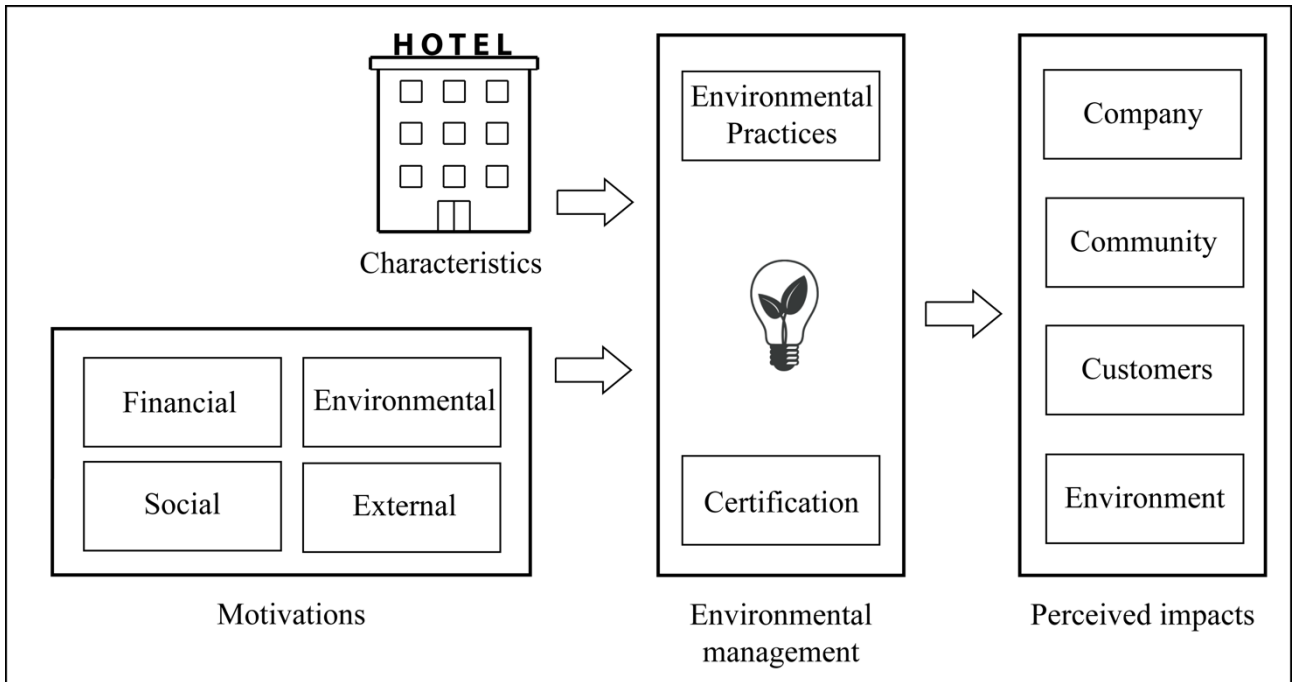 HOTEL
Characteristics
Financial
Environmental
Social
External
Motivations
Environmental
Practices
Certification
Environmental
management
Company
Community
Customers
Environment
Perceived impacts